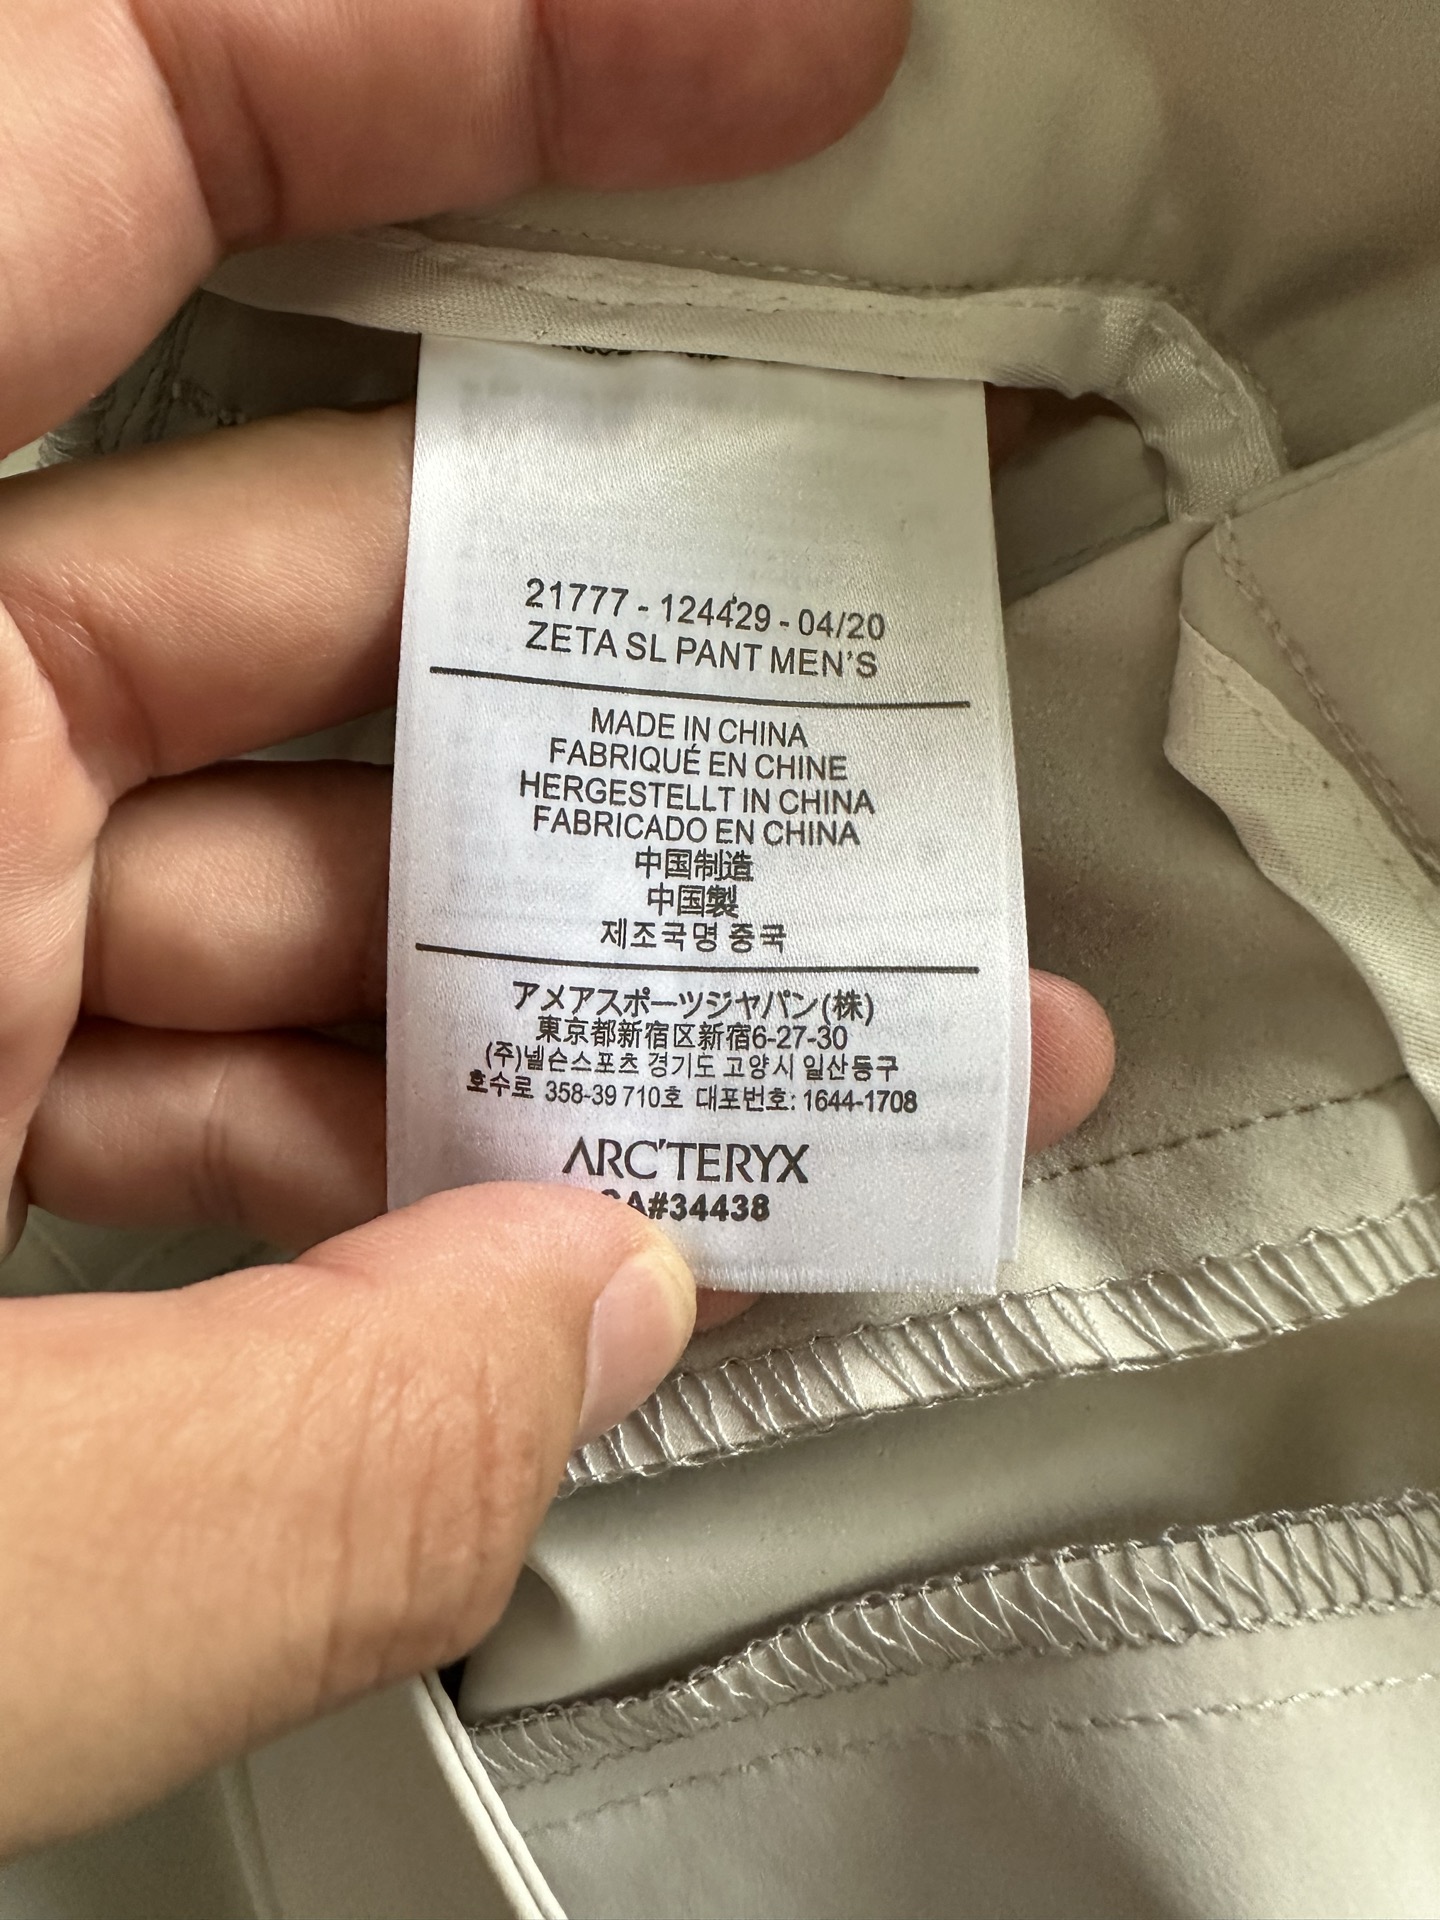 21777 - 124429 - 04/20
ZETA SL PANT MEN'S
MADE IN CHINA
FABRIQUÉ EN CHINE
HERGESTELLT IN CHINA
FABRICADO EN CHINA
中国制造
中国製
제조국명 중국
アメアスポーツジャパン(株)
東京都新宿区新宿6-27-30
(주)넬슨스포츠 경기도 고양시 일산동구
호수로 358-39 710호 대포번호: 1644-1708
ARC'TERYX
CA#34438